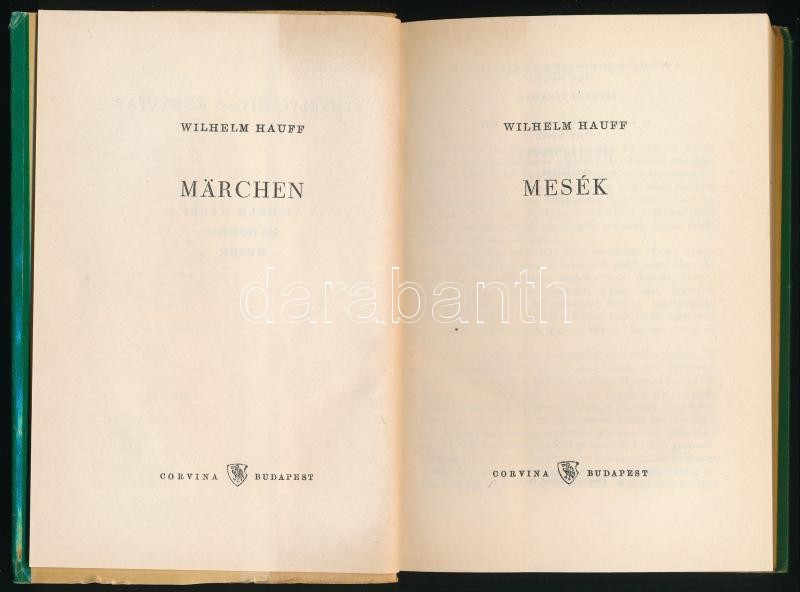 WILHELM HAUFF
MÄRCHEN
CORVINA BUDAPEST
WILHELM HAUFF
MESÉK
CORVINA BUDAPEST
darabanth